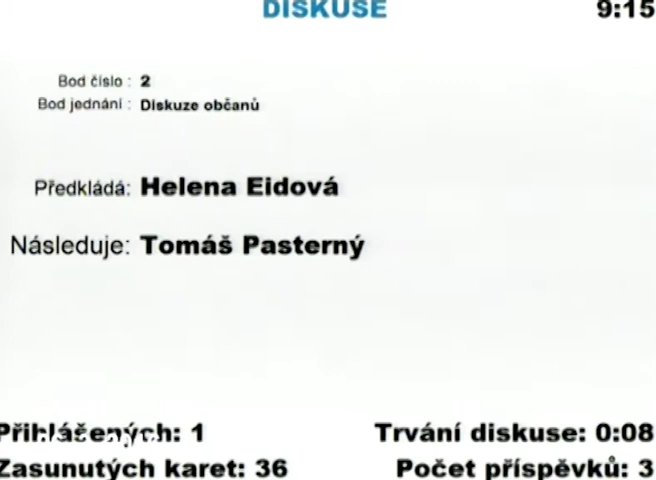 DISKUSE 9:15
Bod číslo : 2
Bod jednání : Diskuze občanů
Předkládá: Helena Eidová
Následuje: Tomáš Pasterný
Přihlášených: 1 Trvání diskuse: 0:08
Zasunutých karet: 36 Počet příspěvků: 3